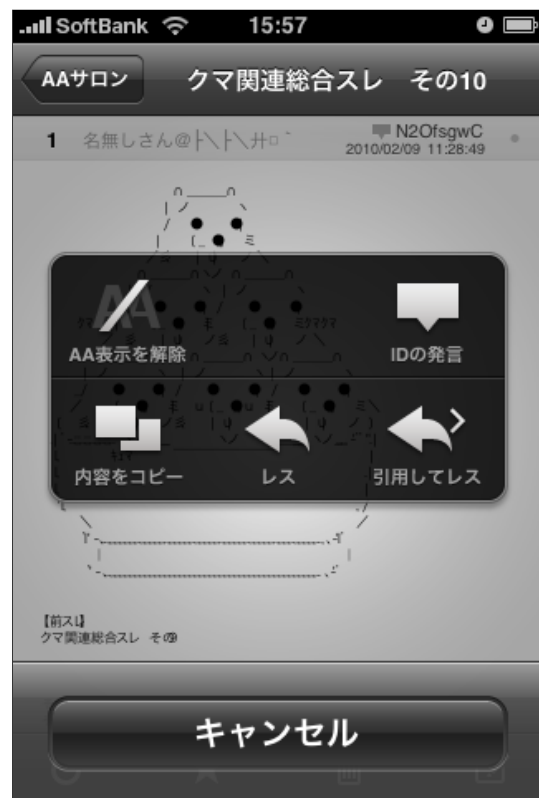 SoftBank 15:57
AAサロン クマ関連総合スレ その10
1 名無しさん@ト\ト\廾ロ` N2OfsgwC
2010/02/09 11:28:49
AA
AA表示を解除 IDの発言
内容をコピー レス 引用してレス
【前スレ】
クマ関連総合スレ その9
キャンセル